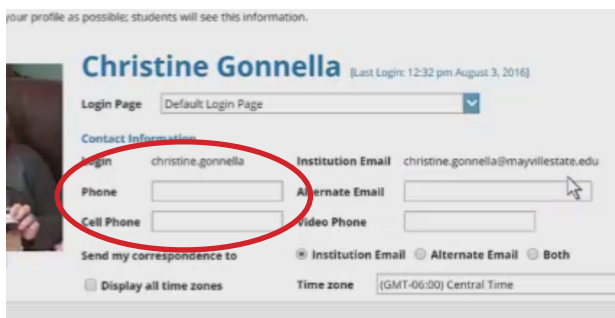 your profile as possible; students will see this information.
Christine Gonnella [Last Login: 12:32 pm August 3, 2016]
Login Page Default Login Page
Contact Information
Login christine.gonnella Institution Email christine.gonnella@mayvillestate.edu
Phone Alternate Email
Cell Phone Video Phone
Send my correspondence to Institution Email Alternate Email Both
Display all time zones Time zone (GMT-06:00) Central Time